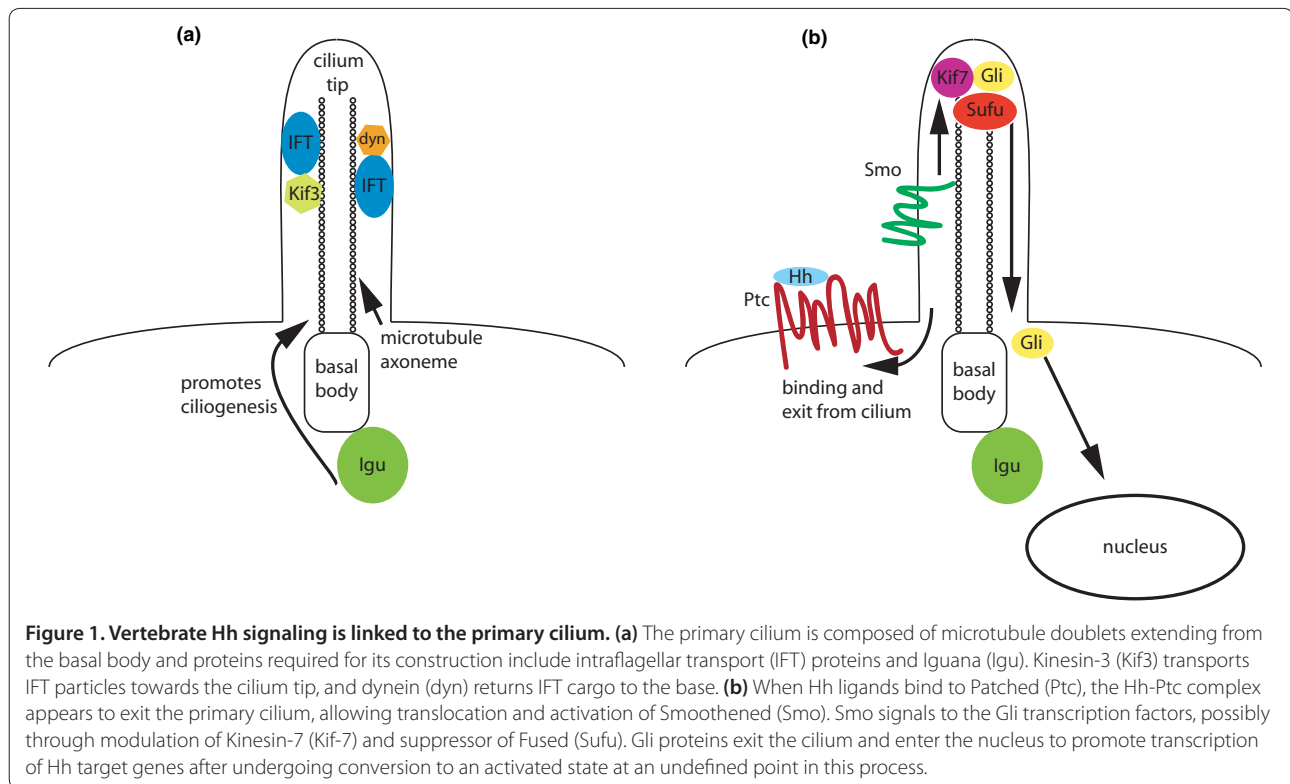 (a)
cilium
tip
IFT
dyn
Kif3
IFT
microtubule
axoneme
promotes
ciliogenesis
basal
body
Igu
(b)
Kif7
Gli
Sufu
Smo
Hh
Ptc
Gli
binding and
exit from cilium
basal
body
Igu
nucleus
Figure 1. Vertebrate Hh signaling is linked to the primary cilium. (a) The primary cilium is composed of microtubule doublets extending from
the basal body and proteins required for its construction include intraflagellar transport (IFT) proteins and Iguana (Igu). Kinesin-3 (Kif3) transports
IFT particles towards the cilium tip, and dynein (dyn) returns IFT cargo to the base. (b) When Hh ligands bind to Patched (Ptc), the Hh-Ptc complex
appears to exit the primary cilium, allowing translocation and activation of Smoothened (Smo). Smo signals to the Gli transcription factors, possibly
through modulation of Kinesin-7 (Kif-7) and suppressor of Fused (Sufu). Gli proteins exit the cilium and enter the nucleus to promote transcription
of Hh target genes after undergoing conversion to an activated state at an undefined point in this process.